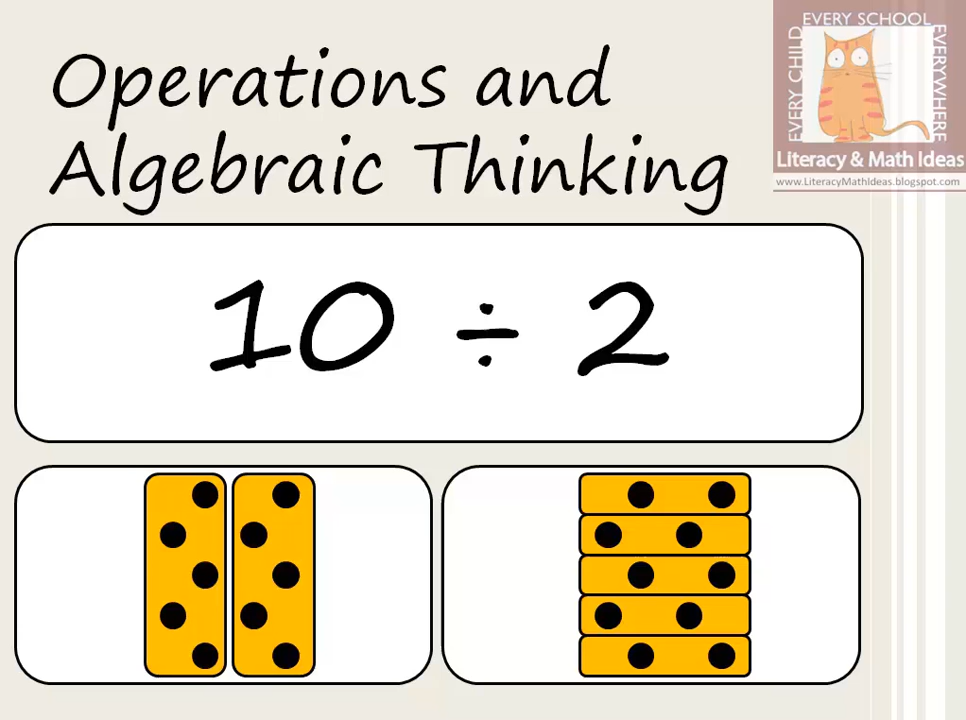 EVERY CHILD
EVERY SCHOOL
EVERYWHERE
Literacy & Math Ideas
www.LiteracyMathIdeas.blogspot.com
Operations and
Algebraic Thinking
10 ÷ 2